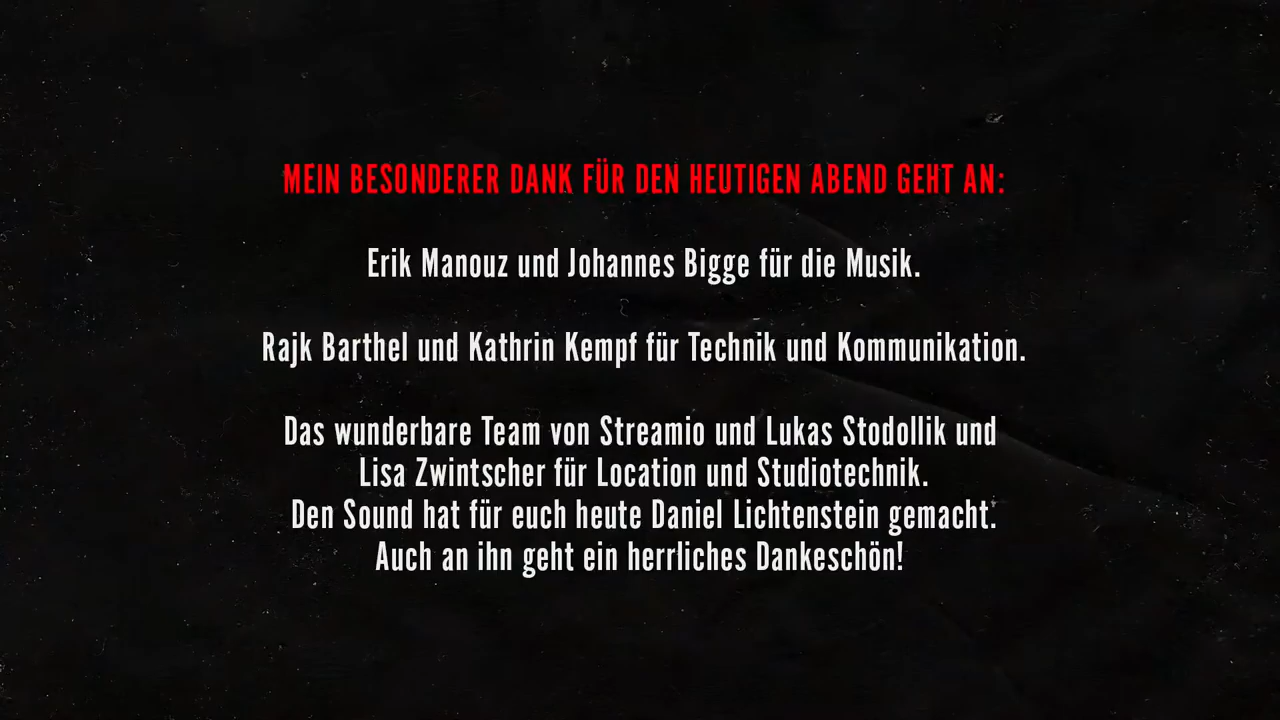 MEIN BESONDERER DANK FÜR DEN HEUTIGEN ABEND GEHT AN:
Erik Manouz und Johannes Bigge für die Musik.
Rajk Barthel und Kathrin Kempf für Technik und Kommunikation.
Das wunderbare Team von Streamio und Lukas Stodollik und
Lisa Zwintscher für Location und Studiotechnik.
Den Sound hat für euch heute Daniel Lichtenstein gemacht.
Auch an ihn geht ein herrliches Dankeschön!